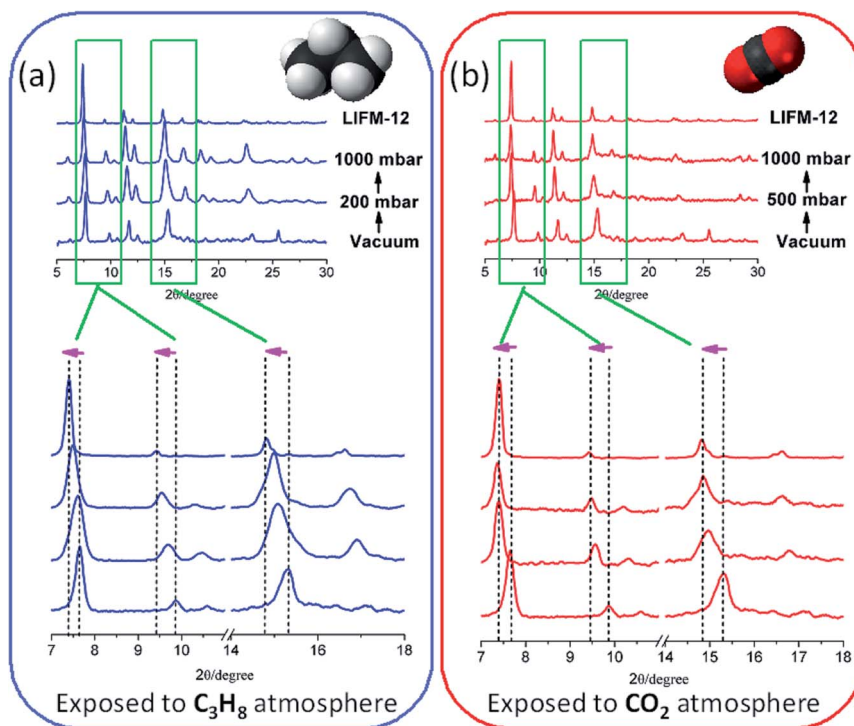 (a)
LIFM-12
1000 mbar
200 mbar
Vacuum
5 10 15 20 25 30
2θ/degree
7 8 9 10 14 15 16 17 18
2θ/degree
Exposed to C₃H₈ atmosphere
(b)
LIFM-12
1000 mbar
500 mbar
Vacuum
5 10 15 20 25 30
2θ/degree
7 8 9 10 14 15 16 17 18
2θ/degree
Exposed to CO₂ atmosphere